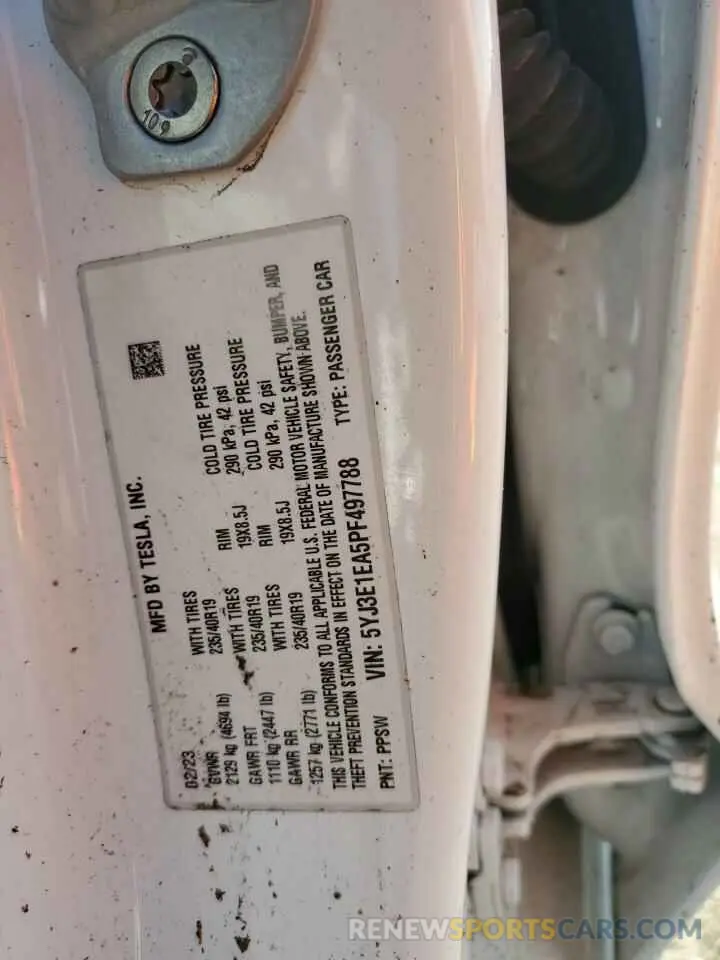 10.9
MFD BY TESLA, INC.
02/23
GVWR WITH TIRES RIM COLD TIRE PRESSURE
2129 kg (4694 lb) 235/40R19 19X8.5J 290 kPa, 42 psi
GAWR FRT WITH TIRES RIM COLD TIRE PRESSURE
1110 kg (2447 lb) 235/40R19 19X8.5J 290 kPa, 42 psi
GAWR RR WITH TIRES
1257 kg (2771 lb) 235/40R19
THIS VEHICLE CONFORMS TO ALL APPLICABLE U.S. FEDERAL MOTOR VEHICLE SAFETY, BUMPER, AND
THEFT PREVENTION STANDARDS IN EFFECT ON THE DATE OF MANUFACTURE SHOWN ABOVE.
VIN: 5YJ3E1EA5PF497788 TYPE: PASSENGER CAR
PNT: PPSW
RENEWSPORTSCARS.COM